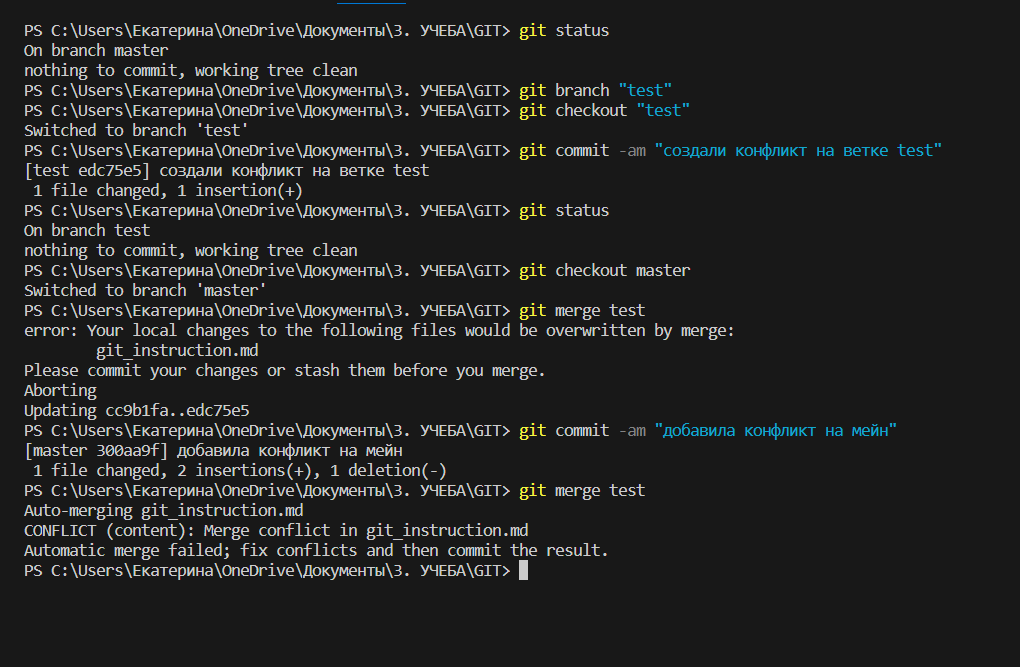 PS C:\Users\Екатерина\OneDrive\Документы\3. УЧЕБА\GIT> git status
On branch master
nothing to commit, working tree clean
PS C:\Users\Екатерина\OneDrive\Документы\3. УЧЕБА\GIT> git branch "test"
PS C:\Users\Екатерина\OneDrive\Документы\3. УЧЕБА\GIT> git checkout "test"
Switched to branch 'test'
PS C:\Users\Екатерина\OneDrive\Документы\3. УЧЕБА\GIT> git commit -am "создали конфликт на ветке test"
[test edc75e5] создали конфликт на ветке test
 1 file changed, 1 insertion(+)
PS C:\Users\Екатерина\OneDrive\Документы\3. УЧЕБА\GIT> git status
On branch test
nothing to commit, working tree clean
PS C:\Users\Екатерина\OneDrive\Документы\3. УЧЕБА\GIT> git checkout master
Switched to branch 'master'
PS C:\Users\Екатерина\OneDrive\Документы\3. УЧЕБА\GIT> git merge test
error: Your local changes to the following files would be overwritten by merge:
        git_instruction.md
Please commit your changes or stash them before you merge.
Aborting
Updating cc9b1fa..edc75e5
PS C:\Users\Екатерина\OneDrive\Документы\3. УЧЕБА\GIT> git commit -am "добавила конфликт на мейн"
[master 300aa9f] добавила конфликт на мейн
 1 file changed, 2 insertions(+), 1 deletion(-)
PS C:\Users\Екатерина\OneDrive\Документы\3. УЧЕБА\GIT> git merge test
Auto-merging git_instruction.md
CONFLICT (content): Merge conflict in git_instruction.md
Automatic merge failed; fix conflicts and then commit the result.
PS C:\Users\Екатерина\OneDrive\Документы\3. УЧЕБА\GIT>